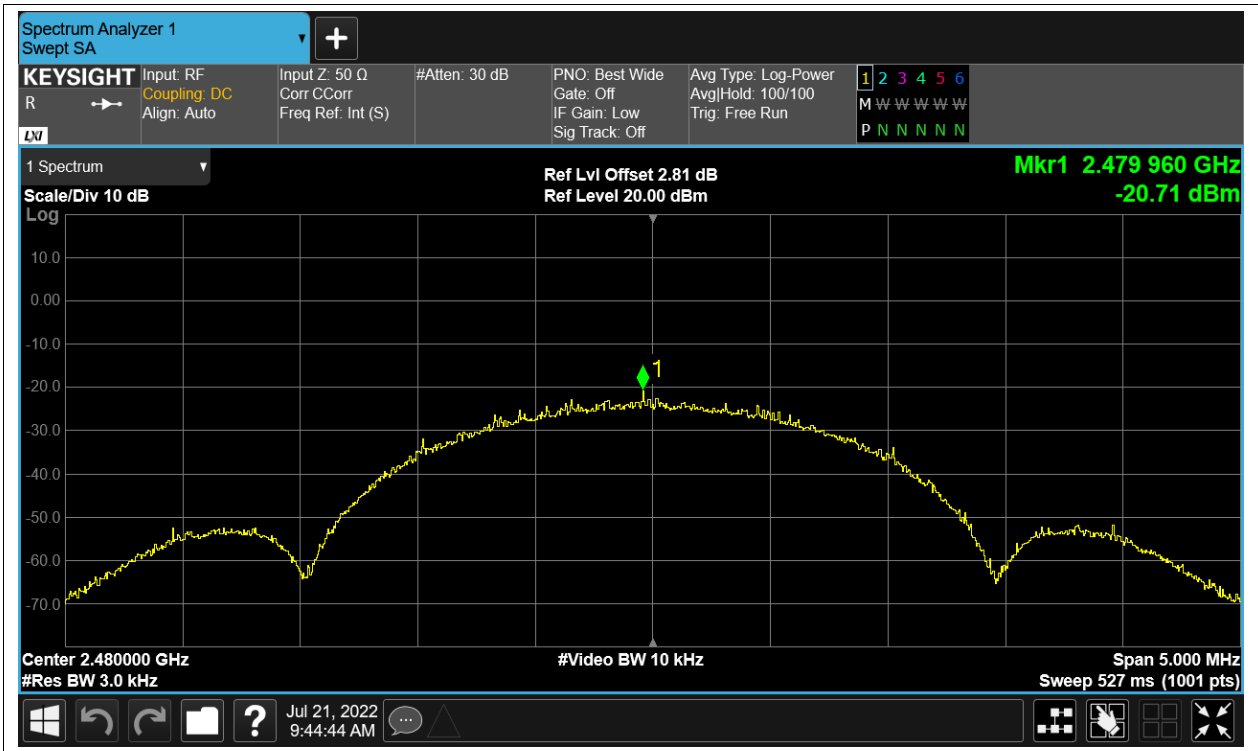 Spectrum Analyzer 1
Swept SA
KEYSIGHT Input: RF Input Z: 50 Ω #Atten: 30 dB PNO: Best Wide Avg Type: Log-Power 1 2 3 4 5 6
R Coupling: DC Corr CCorr Gate: Off Avg|Hold: 100/100 M W W W W W
Align: Auto Freq Ref: Int (S) IF Gain: Low Trig: Free Run
LXI Sig Track: Off P N N N N N
1 Spectrum Ref Lvl Offset 2.81 dB Mkr1 2.479 960 GHz
Scale/Div 10 dB Ref Level 20.00 dBm -20.71 dBm
Log
10.0
0.00
-10.0
1
-20.0
-30.0
-40.0
-50.0
-60.0
-70.0
Center 2.480000 GHz #Video BW 10 kHz Span 5.000 MHz
#Res BW 3.0 kHz Sweep 527 ms (1001 pts)
? Jul 21, 2022
9:44:44 AM